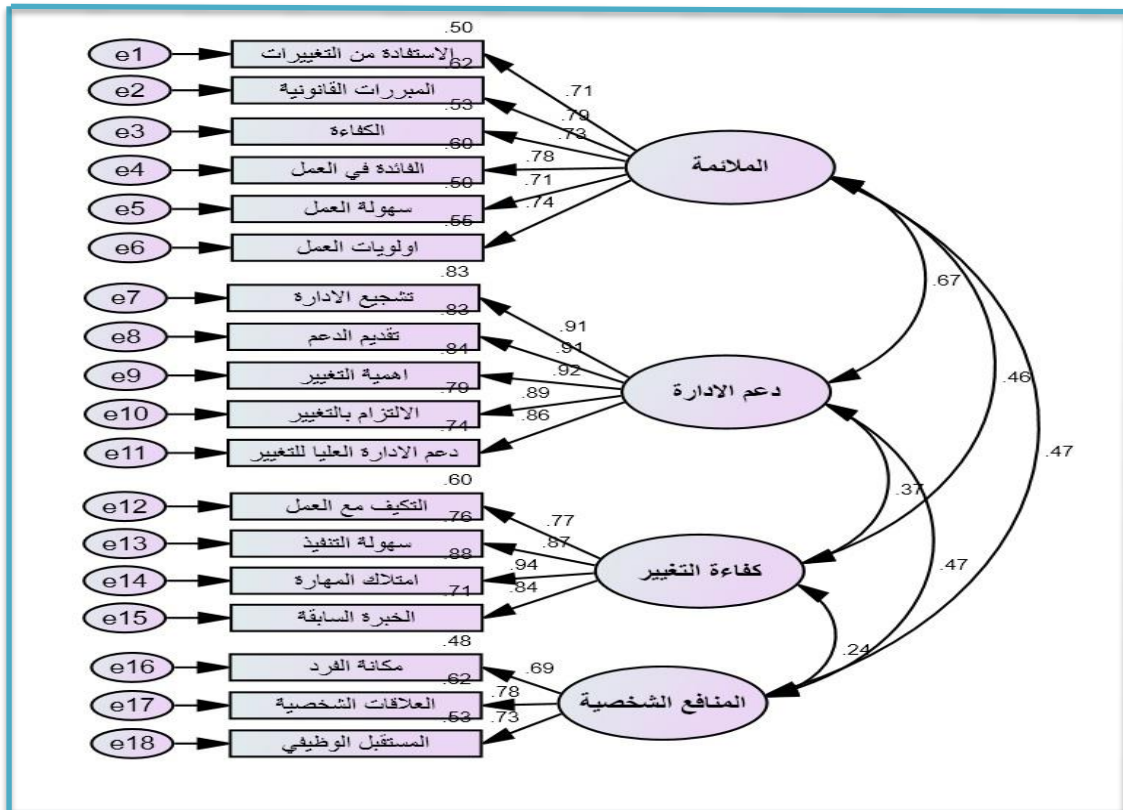 .50
e1
الاستفادة من التغييرات
.62
e2
المبررات القانونية
.53
e3
الكفاءة
.60
e4
الفائدة في العمل
.50
e5
سهولة العمل
.55
e6
اولويات العمل
.71
.79
.73
.78
.71
.74
الملائمة
.83
e7
تشجيع الادارة
.83
e8
تقديم الدعم
.84
e9
اهمية التغيير
.79
e10
الالتزام بالتغيير
.74
e11
دعم الادارة العليا للتغيير
.91
.91
.92
.89
.86
دعم الادارة
.60
e12
التكيف مع العمل
.76
e13
سهولة التنفيذ
.88
e14
امتلاك المهارة
.71
e15
الخبرة السابقة
.77
.87
.94
.84
كفاءة التغيير
.48
e16
مكانة الفرد
.62
e17
العلاقات الشخصية
.53
e18
المستقبل الوظيفي
.69
.78
.73
المنافع الشخصية
.67
.46
.47
.37
.47
.24